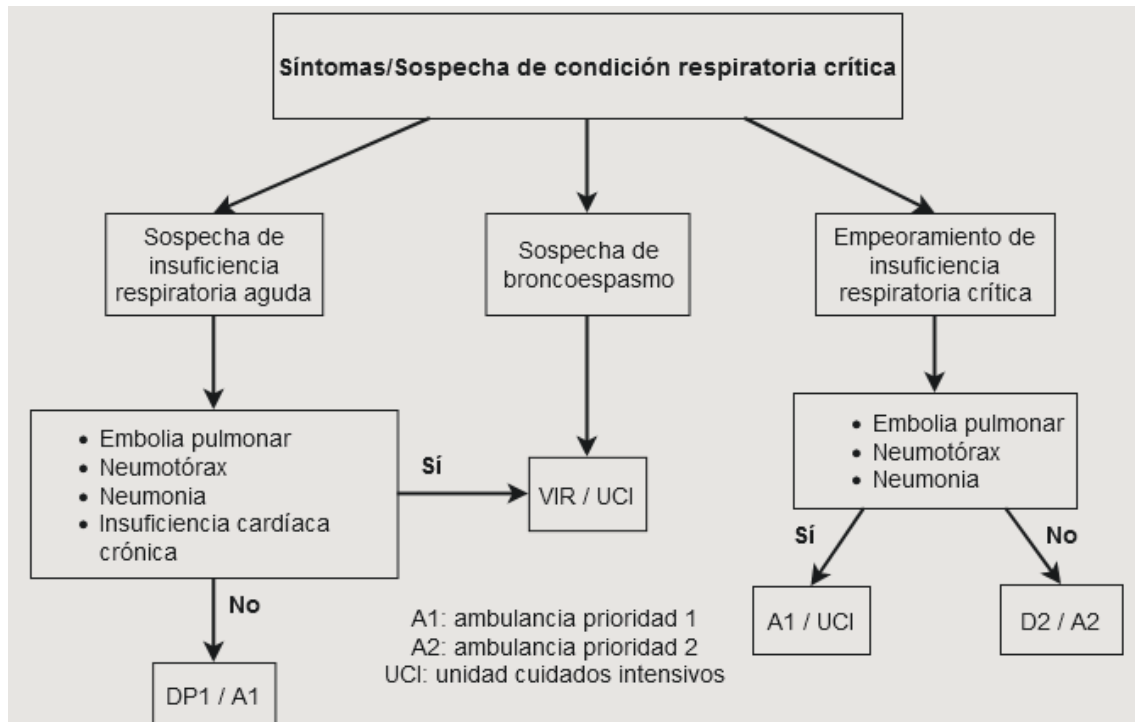 Síntomas/Sospecha de condición respiratoria crítica
Sospecha de
insuficiencia
respiratoria aguda
Sospecha de
broncoespasmo
Empeoramiento de
insuficiencia
respiratoria crítica
• Embolia pulmonar
• Neumotórax
• Neumonia
• Insuficiencia cardíaca
crónica
Sí
VIR / UCI
• Embolia pulmonar
• Neumotórax
• Neumonia
Sí
No
No
A1 / UCI
D2 / A2
DP1 / A1
A1: ambulancia prioridad 1
A2: ambulancia prioridad 2
UCI: unidad cuidados intensivos